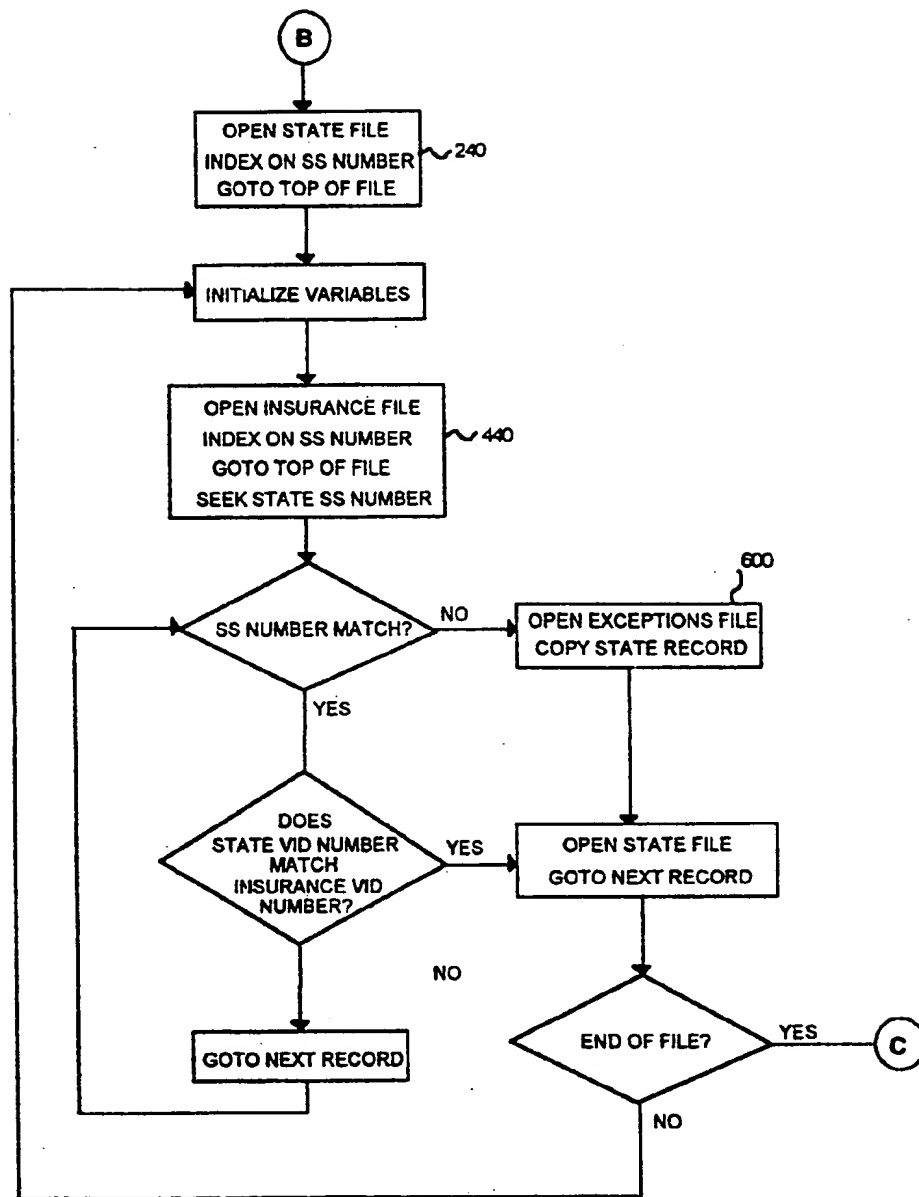 B
OPEN STATE FILE
INDEX ON SS NUMBER
GOTO TOP OF FILE
240
INITIALIZE VARIABLES
OPEN INSURANCE FILE
INDEX ON SS NUMBER
GOTO TOP OF FILE
SEEK STATE SS NUMBER
440
SS NUMBER MATCH?
NO
600
OPEN EXCEPTIONS FILE
COPY STATE RECORD
YES
DOES
STATE VID NUMBER
MATCH
INSURANCE VID
NUMBER?
YES
OPEN STATE FILE
GOTO NEXT RECORD
NO
GOTO NEXT RECORD
END OF FILE?
YES
C
NO